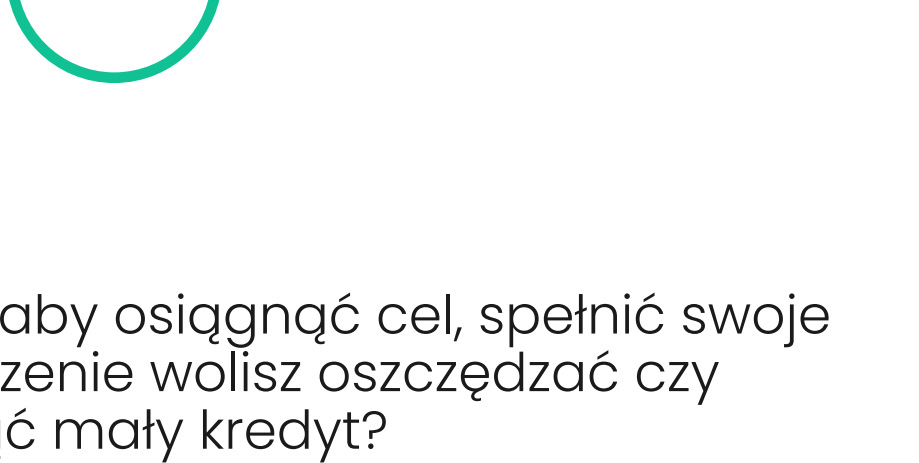 aby osiągnąć cel, spełnić swoje
zenie wolisz oszczędzać czy
ć mały kredyt?